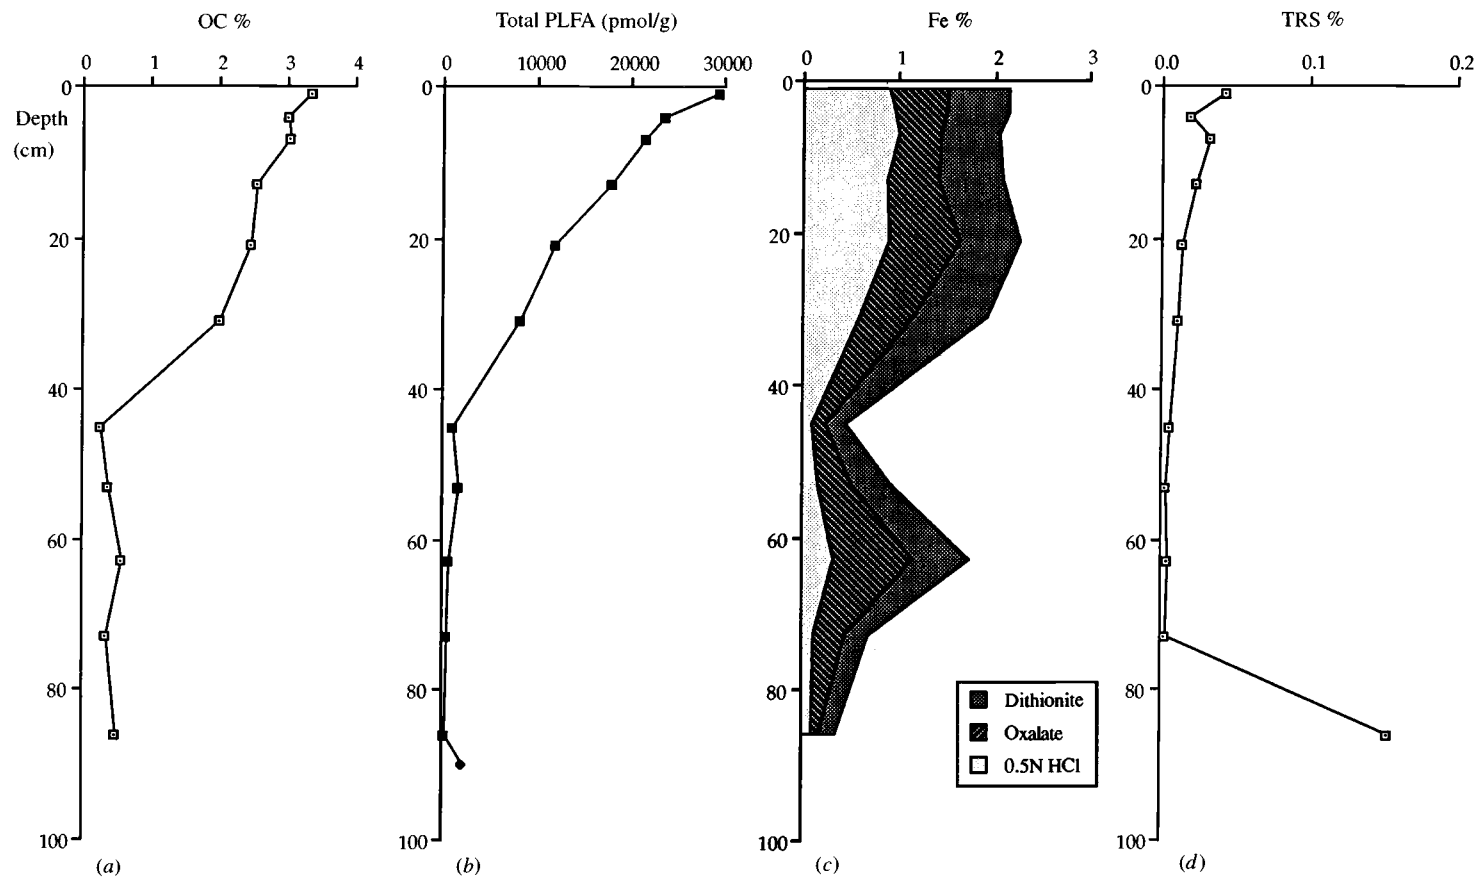 OC %
0 1 2 3 4
0
Depth
(cm)
20
40
60
80
100
(a)
Total PLFA (pmol/g)
0 10000 20000 30000
0
20
40
60
80
100
(b)
Fe %
0 1 2 3
0
20
40
60
80
100
Dithionite
Oxalate
0.5N HCl
(c)
TRS %
0.0 0.1 0.2
0
20
40
60
80
100
(d)